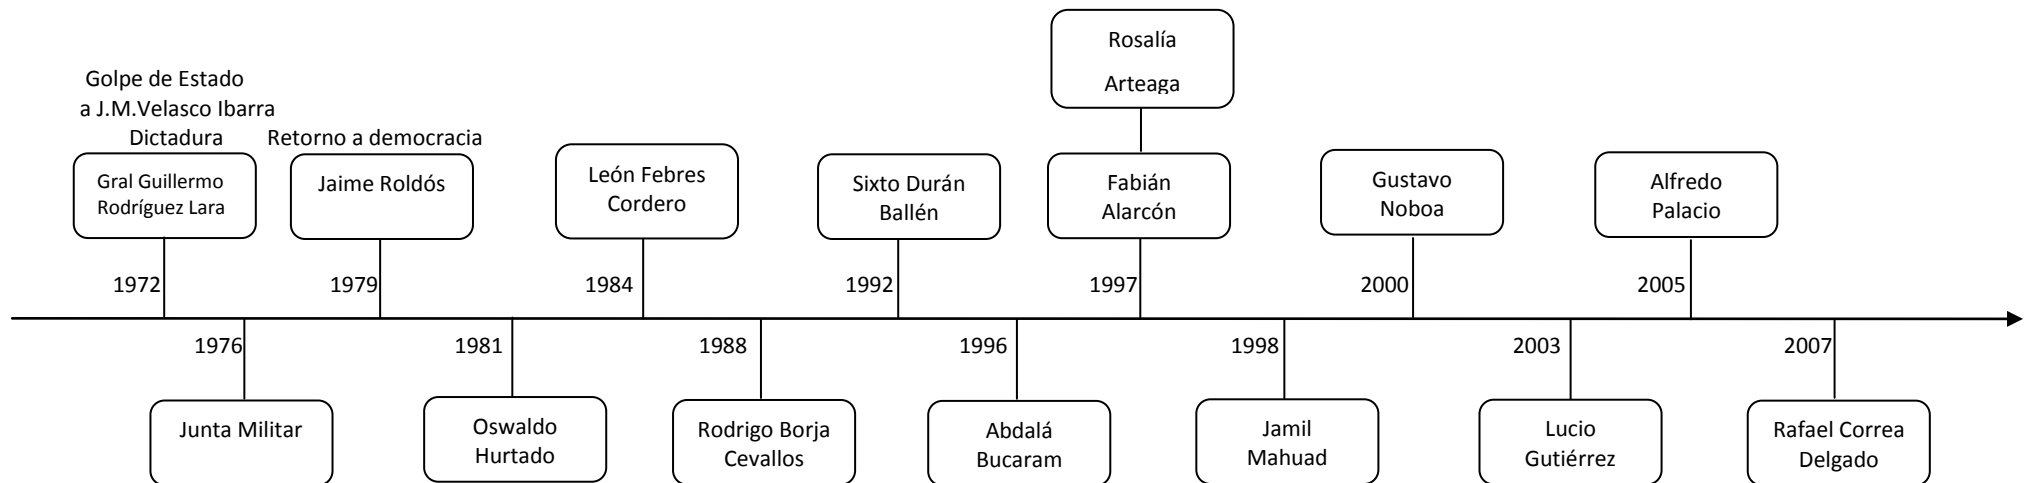 Rosalía
Arteaga
Golpe de Estado
a J.M.Velasco Ibarra
Dictadura
Retorno a democracia
Gral Guillermo
Rodríguez Lara
Jaime Roldós
León Febres
Cordero
Sixto Durán
Ballén
Fabián
Alarcón
Gustavo
Noboa
Alfredo
Palacio
1972
1979
1984
1992
1997
2000
2005
1976
1981
1988
1996
1998
2003
2007
Junta Militar
Oswaldo
Hurtado
Rodrigo Borja
Cevallos
Abdalá
Bucaram
Jamil
Mahuad
Lucio
Gutiérrez
Rafael Correa
Delgado